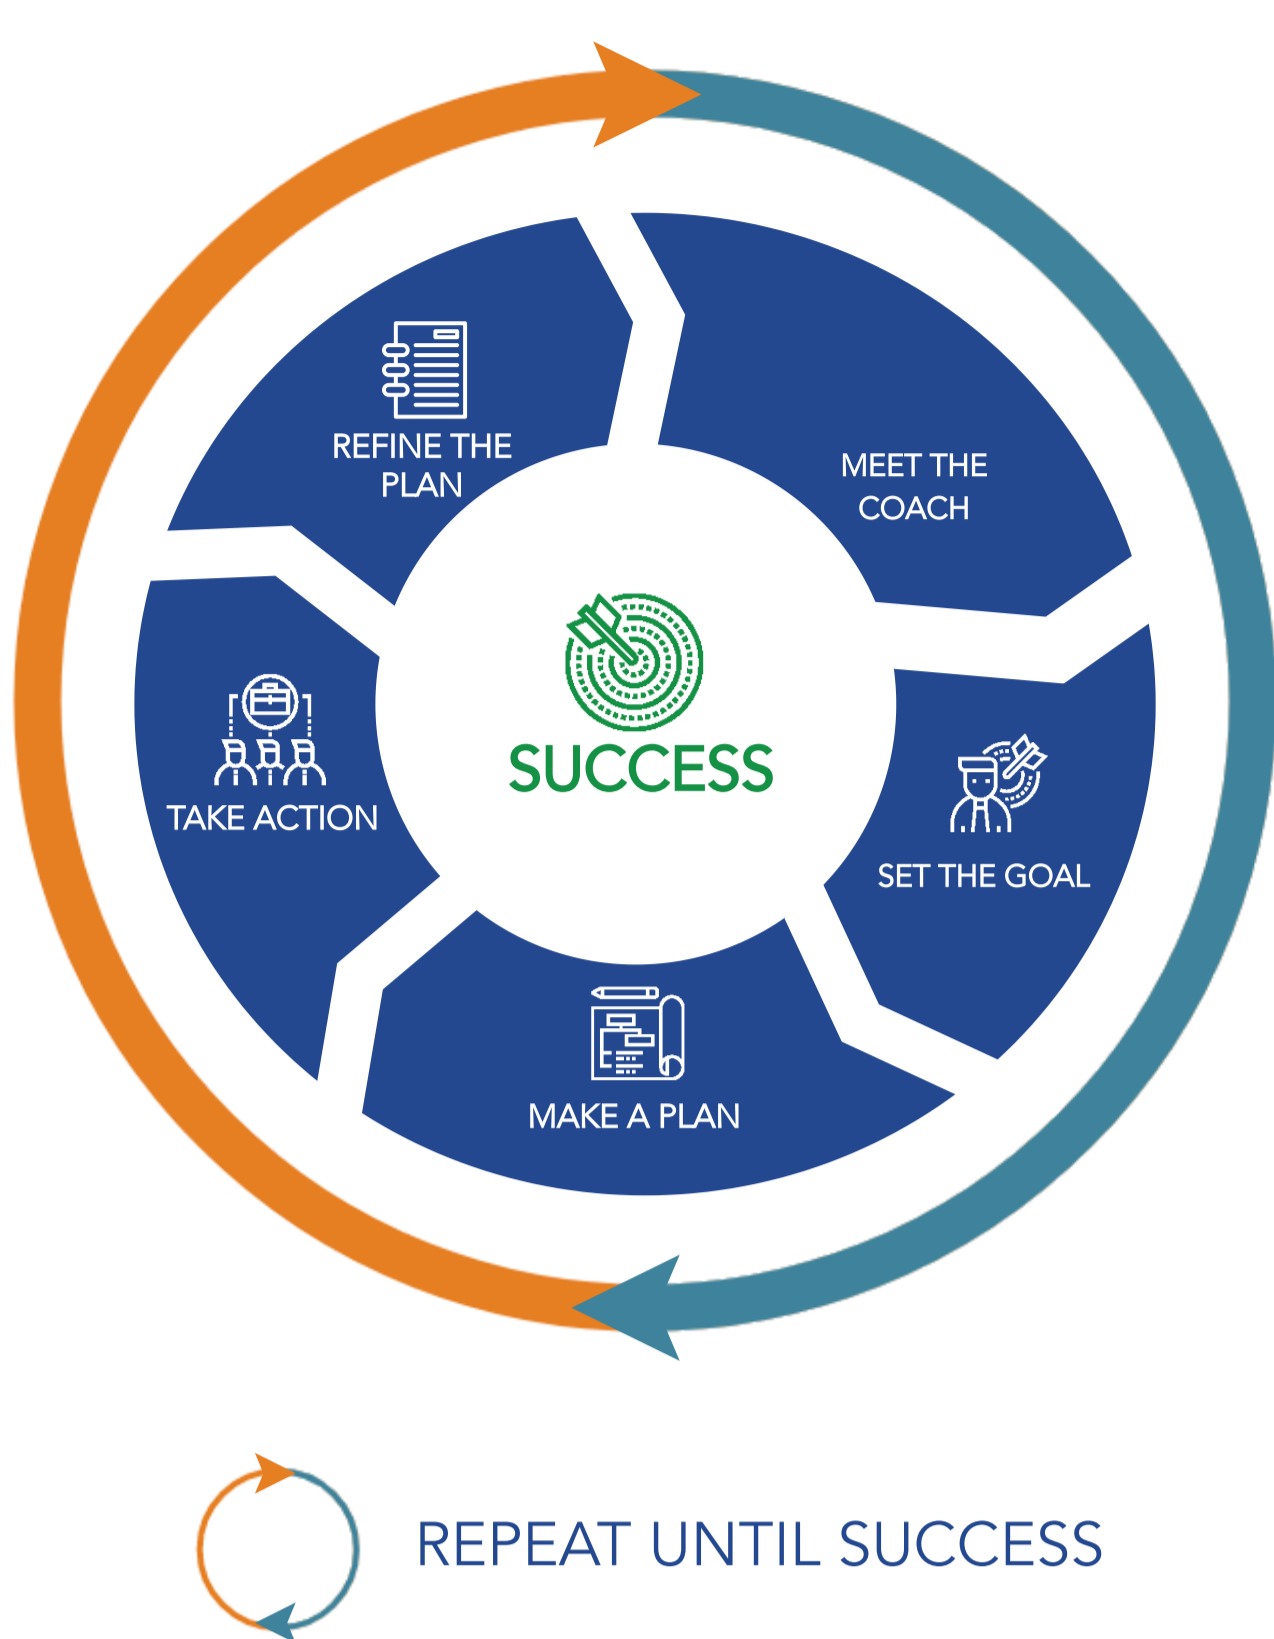 REFINE THE
PLAN
MEET THE
COACH
SUCCESS
TAKE ACTION
SET THE GOAL
MAKE A PLAN
REPEAT UNTIL SUCCESS